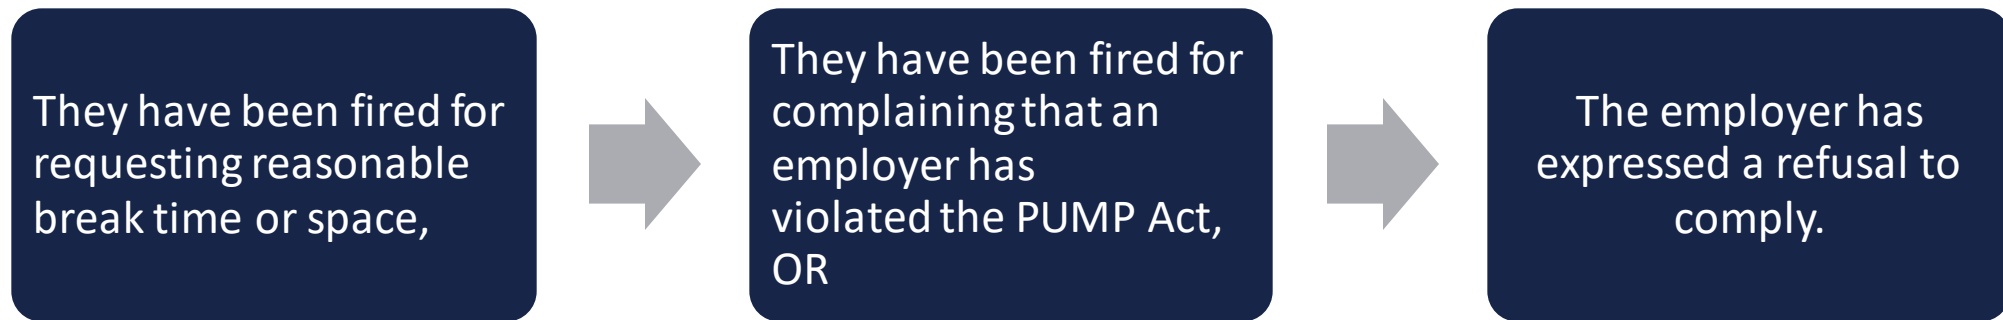 They have been fired for
requesting reasonable
break time or space,
They have been fired for
complaining that an
employer has
violated the PUMP Act,
OR
The employer has
expressed a refusal to
comply.